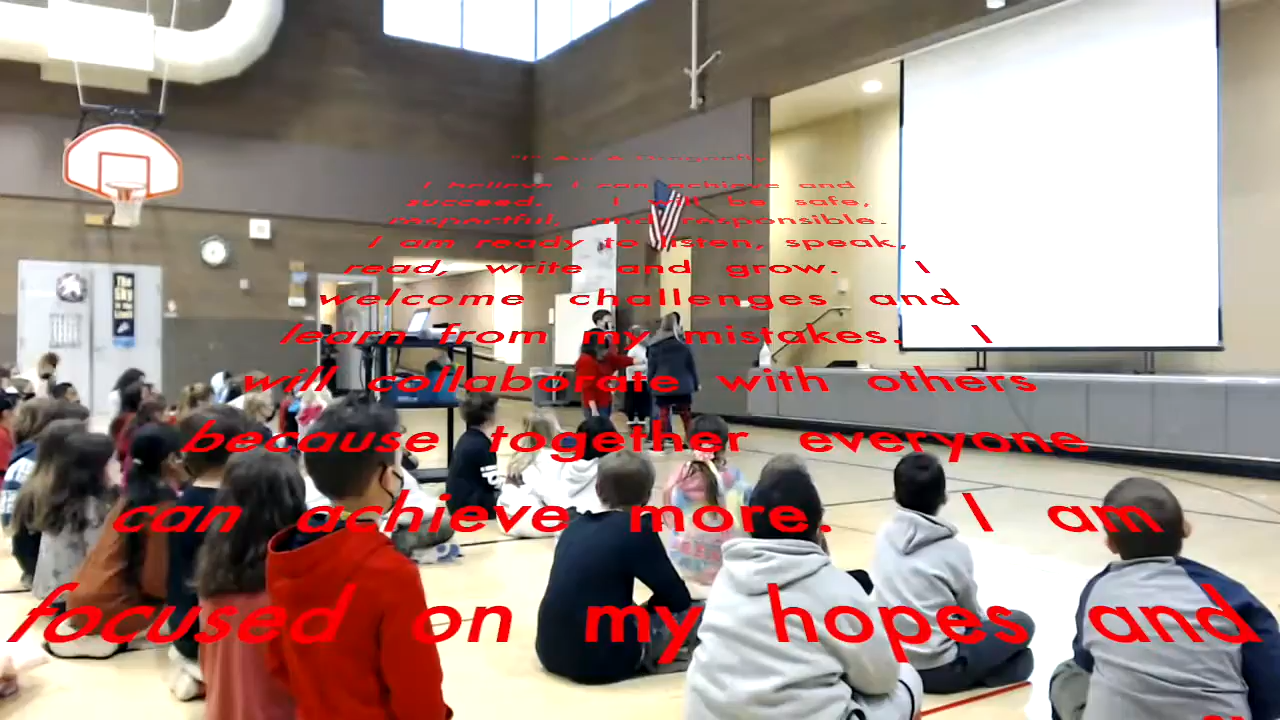 "I" Am A Dragonfly
I believe I can achieve and
succeed. I will be safe,
respectful, and responsible.
I am ready to listen, speak,
read, write and grow. I
welcome challenges and
learn from my mistakes. I
will collaborate with others
because together everyone
can achieve more. I am
focused on my hopes and